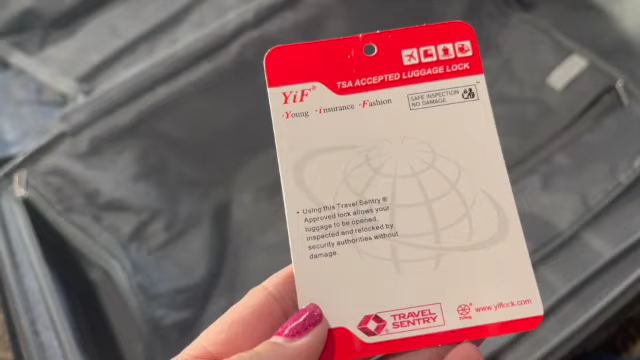 TSA ACCEPTED LUGGAGE LOCK
YiF®
·Young ·insurance ·Fashion
SAFE INSPECTION
NO DAMAGE
• Using this Travel Sentry®
Approved lock allows your
luggage to be opened,
inspected and relocked by
security authorities without
damage.
TRAVEL
SENTRY
www.yiflock.com